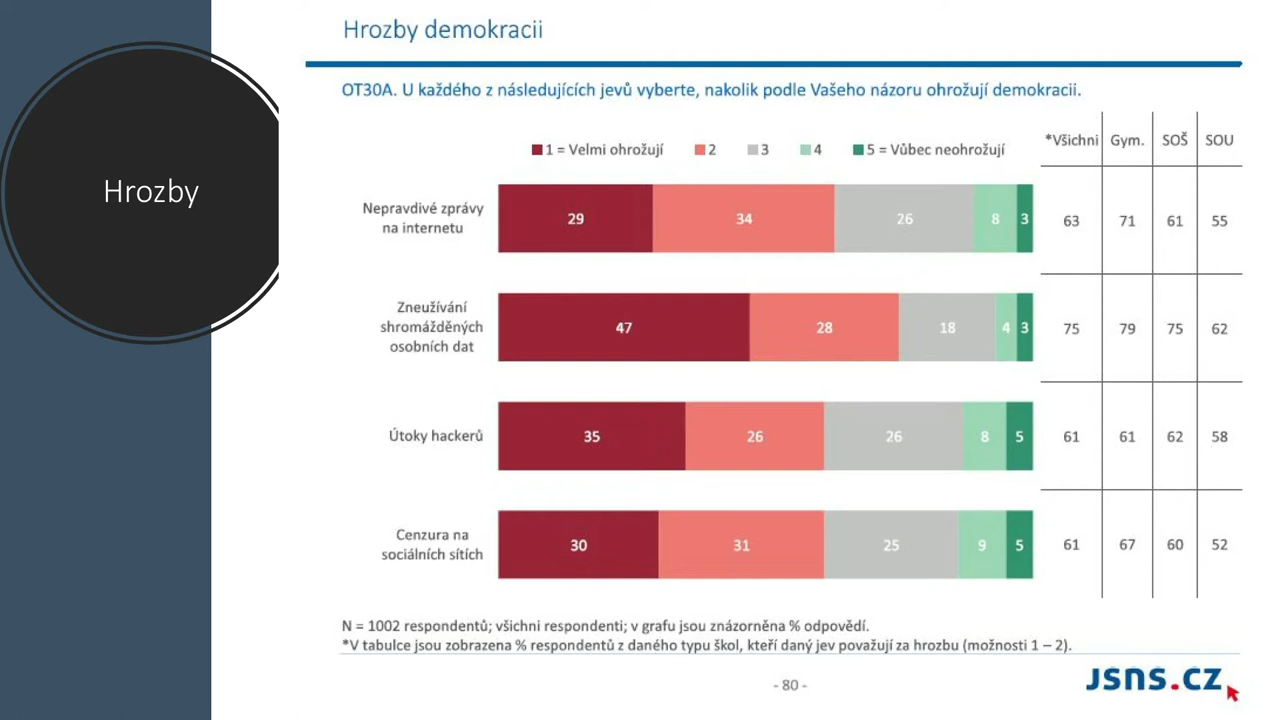 Hrozby demokracii
Hrozby
OT30A. U každého z následujících jevů vyberte, nakolik podle Vašeho názoru ohrožují demokracii.
1 = Velmi ohrožují 2 3 4 5 = Vůbec neohrožují
*Všichni Gym. SOŠ SOU
Nepravdivé zprávy
na internetu
29 34 26 8 3
63 71 61 55
Zneužívání
shromážděných
osobních dat
47 28 18 4 3
75 79 75 62
Útoky hackerů
35 26 26 8 5
61 61 62 58
Cenzura na
sociálních sítích
30 31 25 9 5
61 67 60 52
N = 1002 respondentů; všichni respondenti; v grafu jsou znázorněna % odpovědí.
*V tabulce jsou zobrazena % respondentů z daného typu škol, kteří daný jev považují za hrozbu (možnosti 1 – 2).
- 80 -
JSNS.CZ